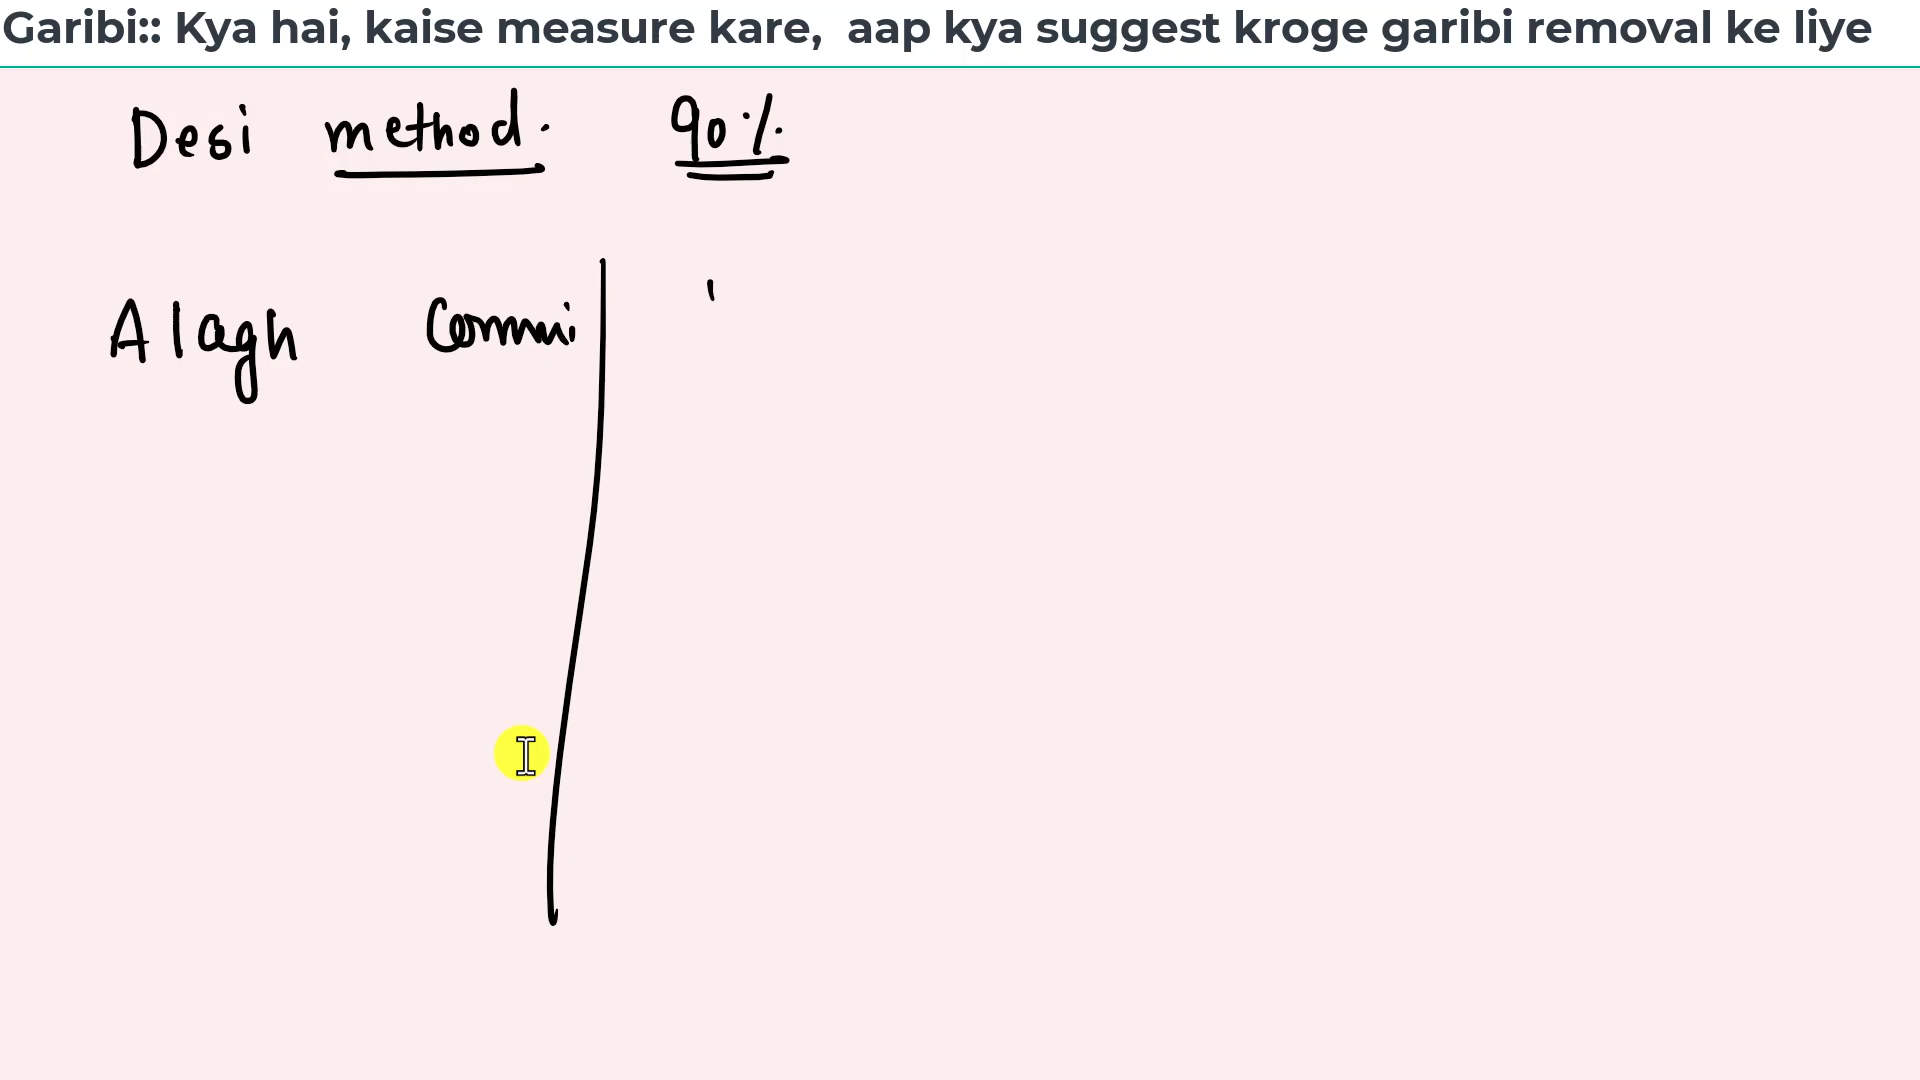 Garibi:: Kya hai, kaise measure kare, aap kya suggest kroge garibi removal ke liye
Desi method. 90%.
Alagh Commi